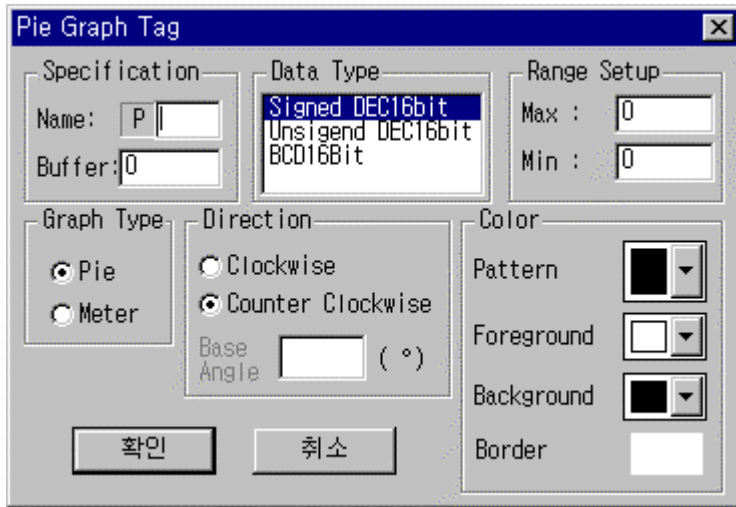 Pie Graph Tag
Specification
Name: P
Buffer: 0
Data Type
Signed DEC16bit
Unsigend DEC16bit
BCD16Bit
Range Setup
Max : 0
Min : 0
Graph Type
Pie
Meter
Direction
Clockwise
Counter Clockwise
Base
Angle
(°)
Color
Pattern
Foreground
Background
Border
확인
취소